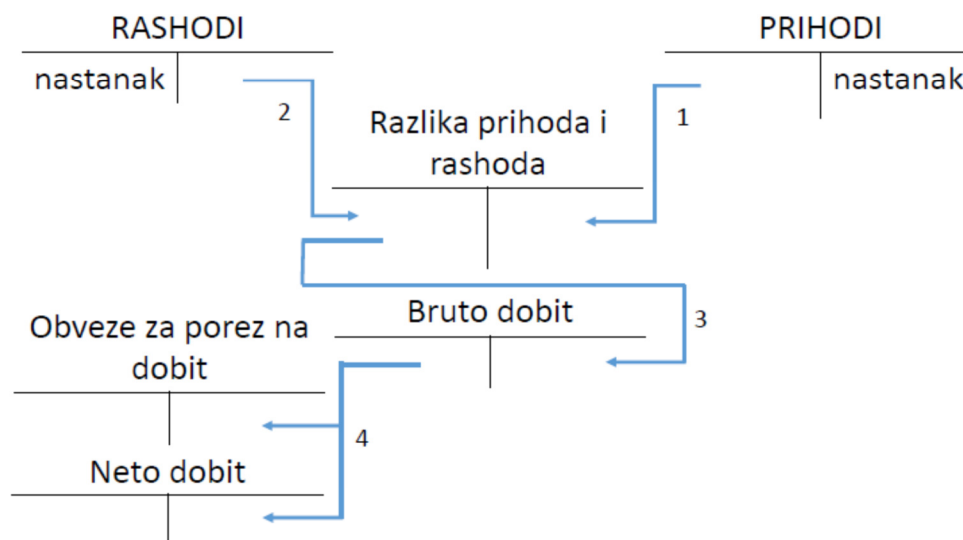 RASHODI
PRIHODI
nastanak
nastanak
2
1
Razlika prihoda i
rashoda
Bruto dobit
3
Obveze za porez na
dobit
4
Neto dobit